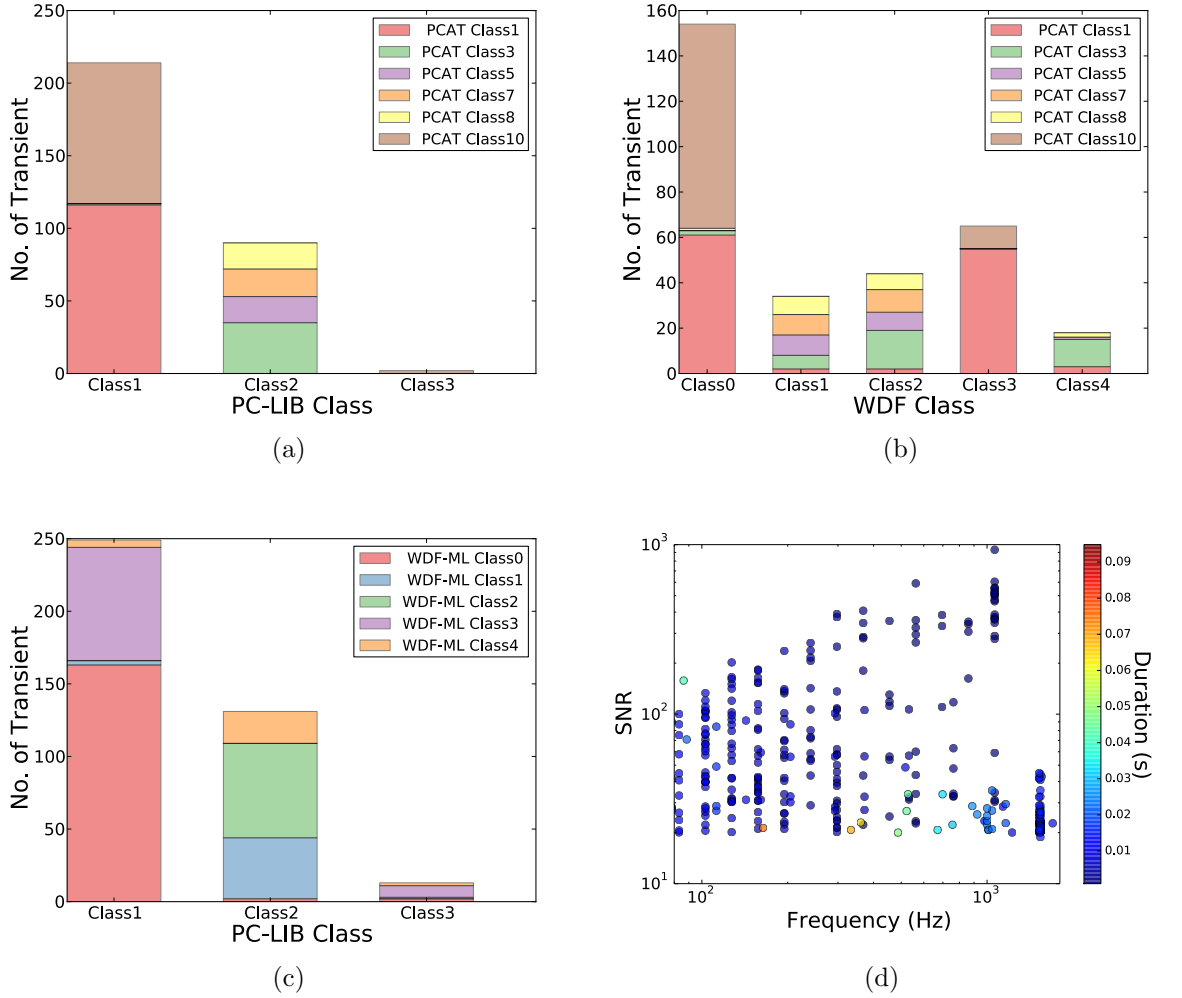 250
200
150
100
50
0
No. of Transient
PCAT Class1
PCAT Class3
PCAT Class5
PCAT Class7
PCAT Class8
PCAT Class10
Class1 Class2 Class3
PC-LIB Class
(a)
160
140
120
100
80
60
40
20
0
No. of Transient
PCAT Class1
PCAT Class3
PCAT Class5
PCAT Class7
PCAT Class8
PCAT Class10
Class0 Class1 Class2 Class3 Class4
WDF Class
(b)
250
200
150
100
50
0
No. of Transient
WDF-ML Class0
WDF-ML Class1
WDF-ML Class2
WDF-ML Class3
WDF-ML Class4
Class1 Class2 Class3
PC-LIB Class
(c)
10³
10²
10¹
SNR
10² 10³
Frequency (Hz)
0.09
0.08
0.07
0.06
0.05
0.04
0.03
0.02
0.01
Duration (s)
(d)